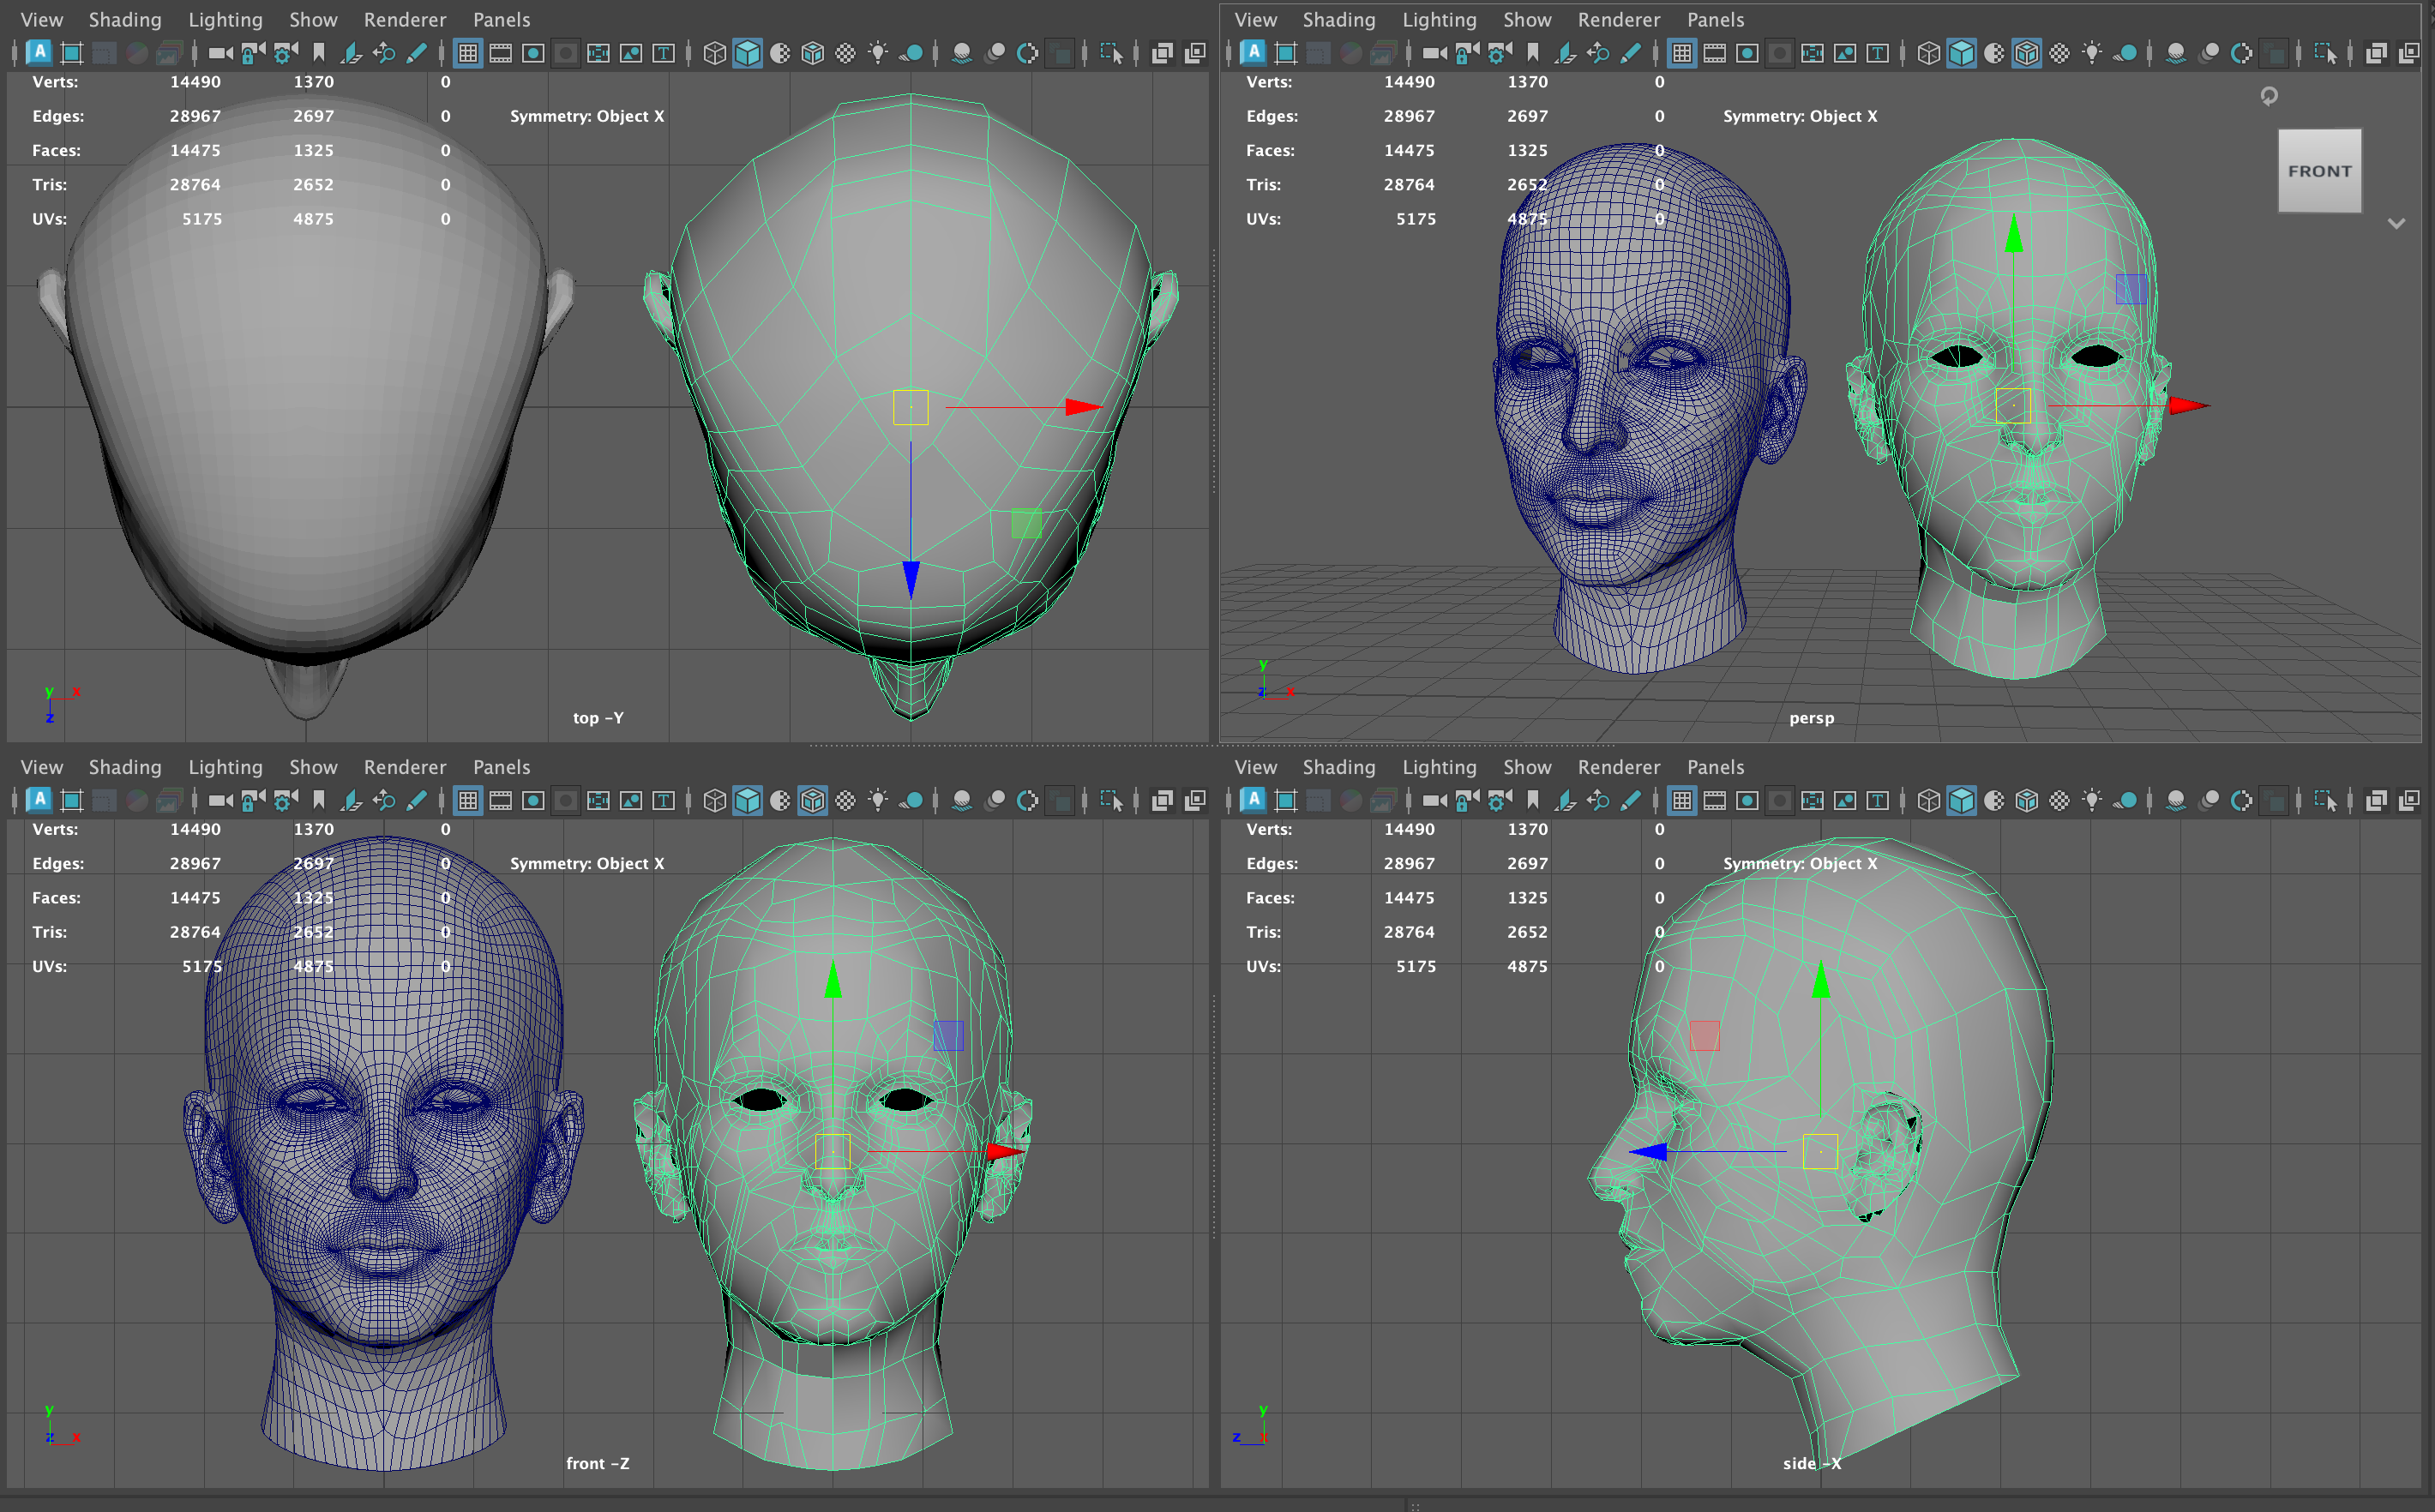 View Shading Lighting Show Renderer Panels
A T
Verts: 14490 1370 0
Edges: 28967 2697 0 Symmetry: Object X
Faces: 14475 1325 0
Tris: 28764 2652 0
UVs: 5175 4875 0
y x
z
top -Y
View Shading Lighting Show Renderer Panels
A T
Verts: 14490 1370 0
Edges: 28967 2697 0 Symmetry: Object X
Faces: 14475 1325 0
Tris: 28764 2652 0
UVs: 5175 4875 0
FRONT
y
z x
persp
View Shading Lighting Show Renderer Panels
A T
Verts: 14490 1370 0
Edges: 28967 2697 0 Symmetry: Object X
Faces: 14475 1325 0
Tris: 28764 2652 0
UVs: 5175 4875 0
y
z x
front -Z
View Shading Lighting Show Renderer Panels
A T
Verts: 14490 1370 0
Edges: 28967 2697 0 Symmetry: Object X
Faces: 14475 1325 0
Tris: 28764 2652 0
UVs: 5175 4875 0
y
z x
side -X